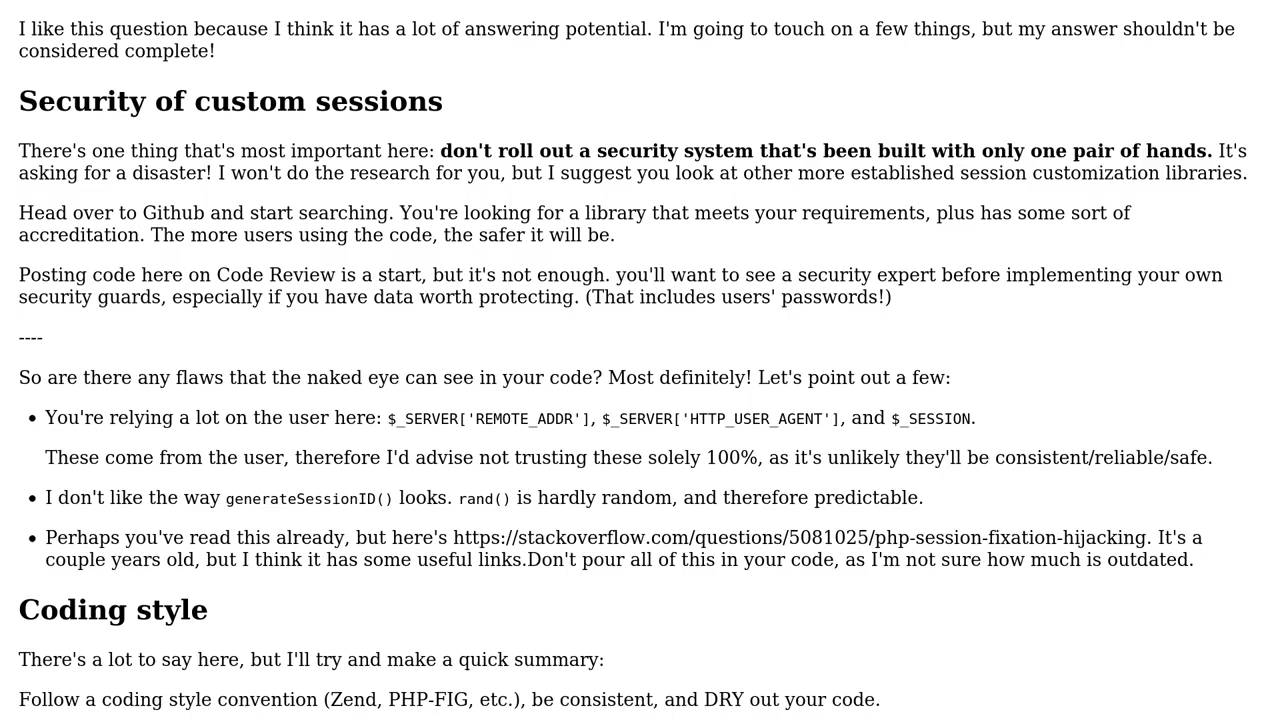 I like this question because I think it has a lot of answering potential. I'm going to touch on a few things, but my answer shouldn't be
considered complete!
Security of custom sessions
There's one thing that's most important here: don't roll out a security system that's been built with only one pair of hands. It's
asking for a disaster! I won't do the research for you, but I suggest you look at other more established session customization libraries.
Head over to Github and start searching. You're looking for a library that meets your requirements, plus has some sort of
accreditation. The more users using the code, the safer it will be.
Posting code here on Code Review is a start, but it's not enough. you'll want to see a security expert before implementing your own
security guards, especially if you have data worth protecting. (That includes users' passwords!)
----
So are there any flaws that the naked eye can see in your code? Most definitely! Let's point out a few:
• You're relying a lot on the user here: $_SERVER['REMOTE_ADDR'], $_SERVER['HTTP_USER_AGENT'], and $_SESSION.
These come from the user, therefore I'd advise not trusting these solely 100%, as it's unlikely they'll be consistent/reliable/safe.
• I don't like the way generateSessionID() looks. rand() is hardly random, and therefore predictable.
• Perhaps you've read this already, but here's https://stackoverflow.com/questions/5081025/php-session-fixation-hijacking. It's a
couple years old, but I think it has some useful links.Don't pour all of this in your code, as I'm not sure how much is outdated.
Coding style
There's a lot to say here, but I'll try and make a quick summary:
Follow a coding style convention (Zend, PHP-FIG, etc.), be consistent, and DRY out your code.